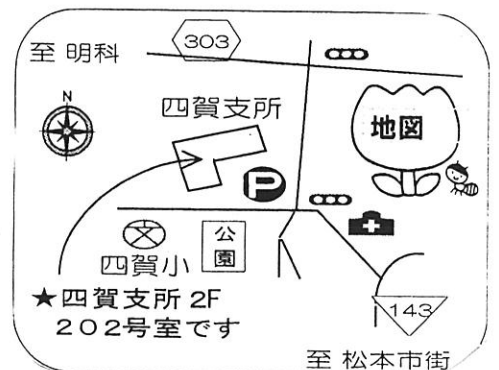 303
至 明科
N
四賀支所
地図
P
文
公園
四賀小
★四賀支所 2F
202号室です
143
至 松本市街